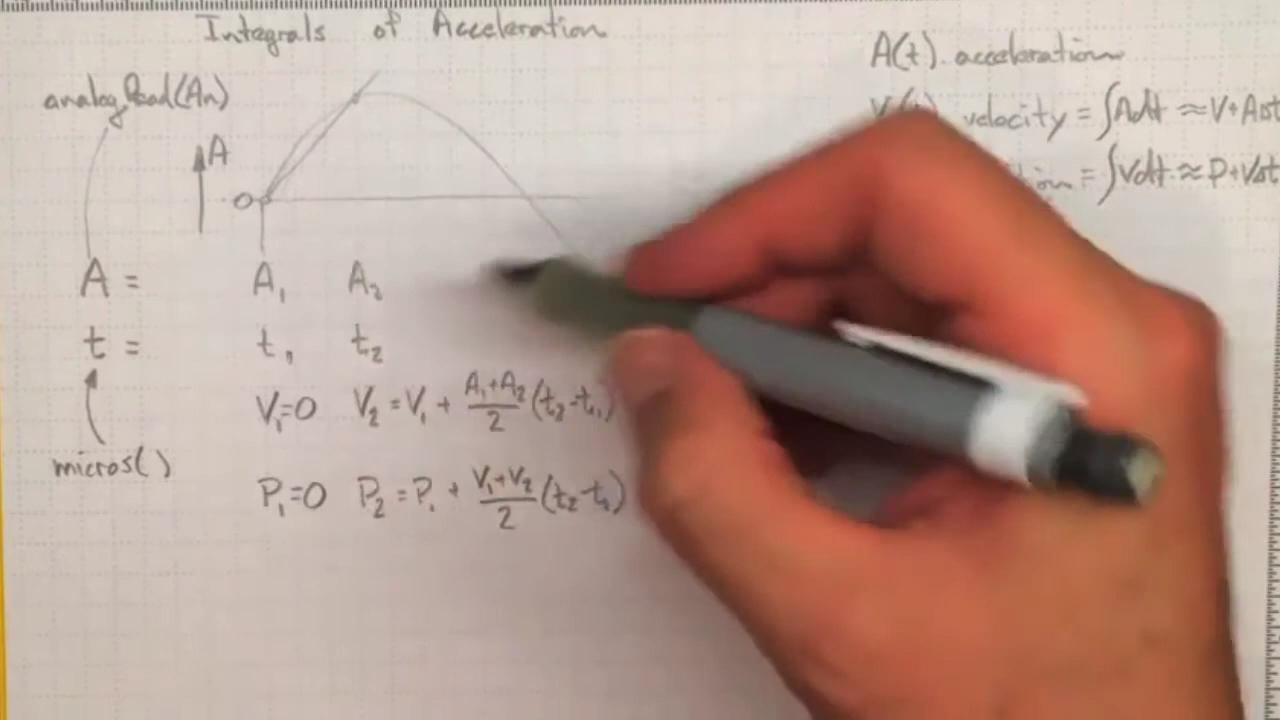 Integrals of Acceleration
A(t) acceleration
analogRead(An)
velocity = ∫Adt ≈ V+AΔt
A
= ∫Vdt ≈ P+VΔt
0
A = A₁ A₂
t = t₁ t₂
V₁=0 V₂ = V₁ + (A₁+A₂)/2 (t₂-t₁)
micros()
P₁=0 P₂ = P₁ + (V₁+V₂)/2 (t₂-t₁)